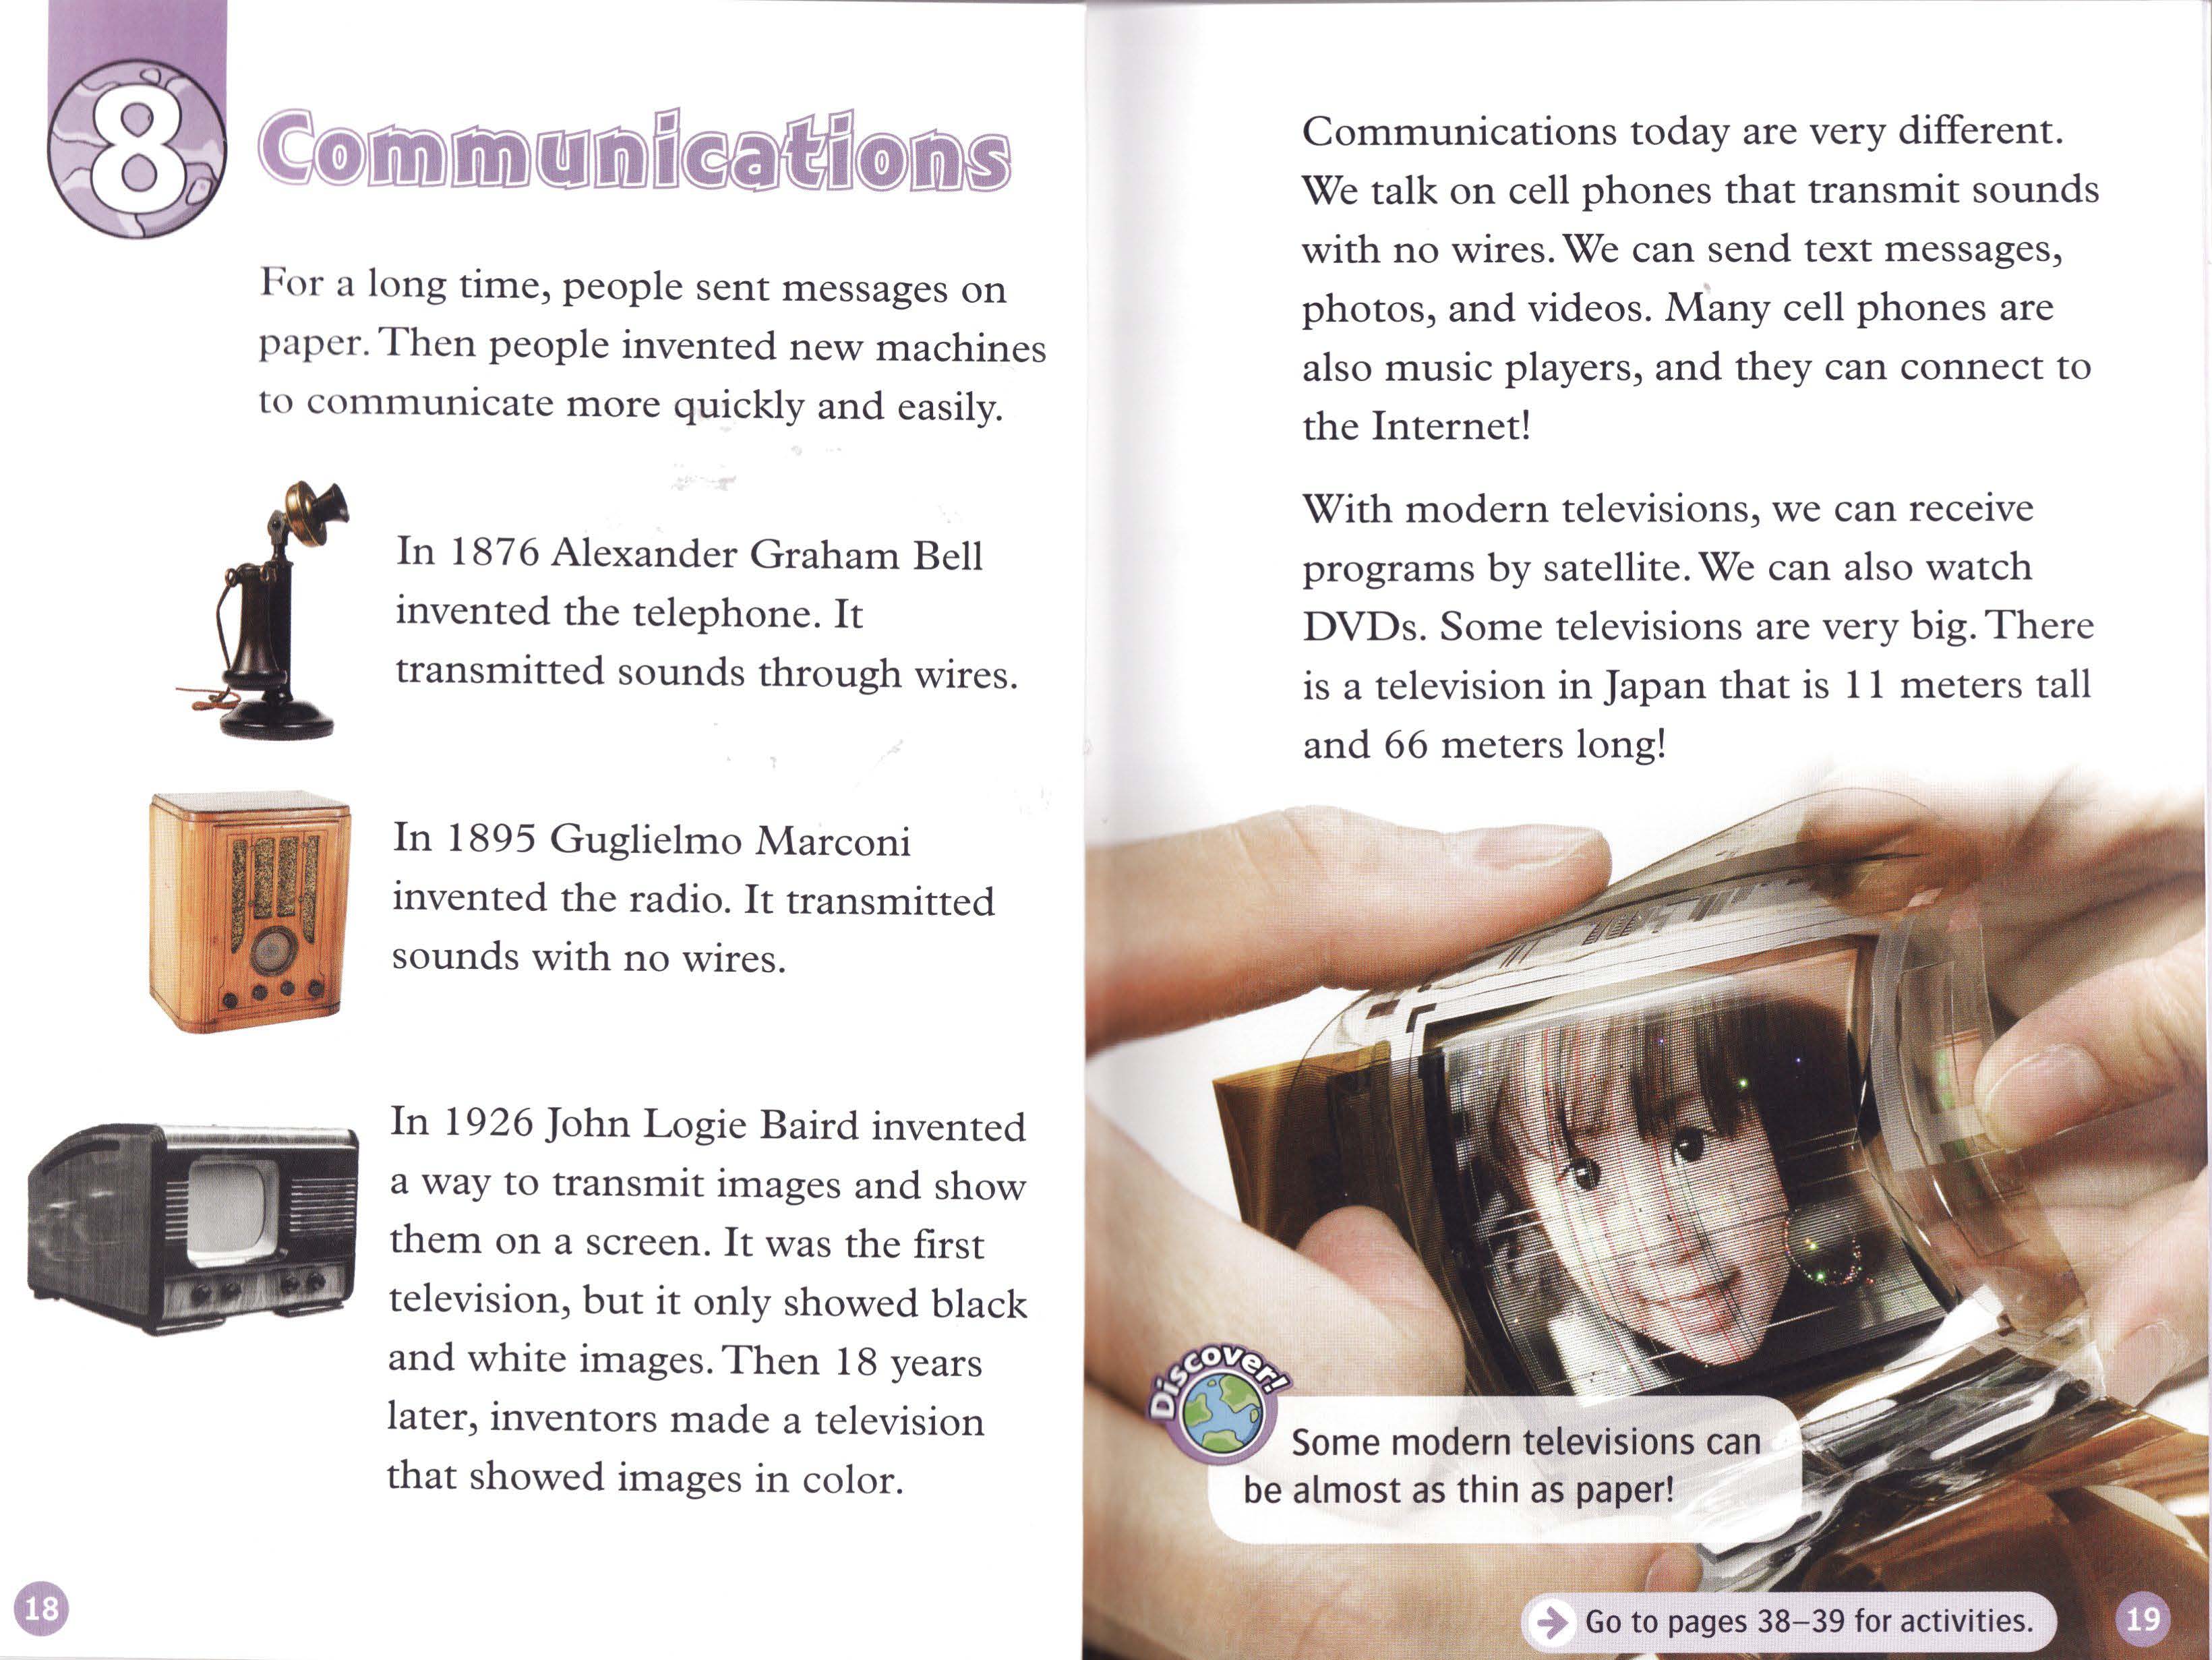 8
Communications
For a long time, people sent messages on
paper. Then people invented new machines
to communicate more quickly and easily.
In 1876 Alexander Graham Bell
invented the telephone. It
transmitted sounds through wires.
In 1895 Guglielmo Marconi
invented the radio. It transmitted
sounds with no wires.
In 1926 John Logie Baird invented
a way to transmit images and show
them on a screen. It was the first
television, but it only showed black
and white images. Then 18 years
later, inventors made a television
that showed images in color.
18
Communications today are very different.
We talk on cell phones that transmit sounds
with no wires. We can send text messages,
photos, and videos. Many cell phones are
also music players, and they can connect to
the Internet!
With modern televisions, we can receive
programs by satellite. We can also watch
DVDs. Some televisions are very big. There
is a television in Japan that is 11 meters tall
and 66 meters long!
Discover!
Some modern televisions can
be almost as thin as paper!
Go to pages 38–39 for activities.
19